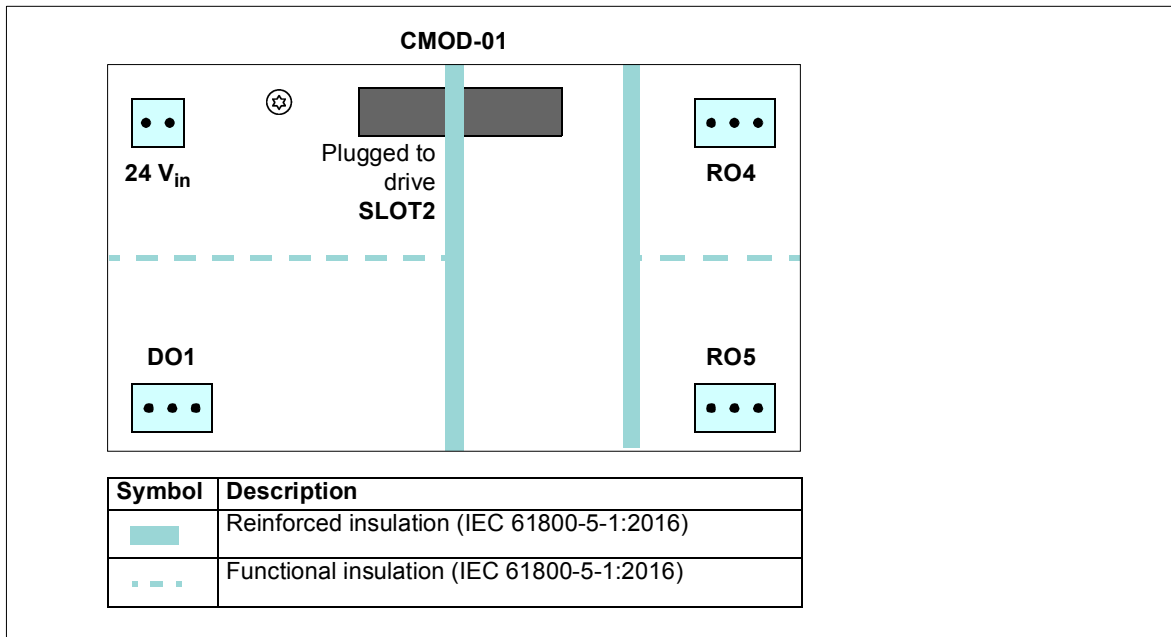 CMOD-01
24 Vin
Plugged to
drive
SLOT2
RO4
DO1
RO5
Symbol Description
Reinforced insulation (IEC 61800-5-1:2016)
Functional insulation (IEC 61800-5-1:2016)